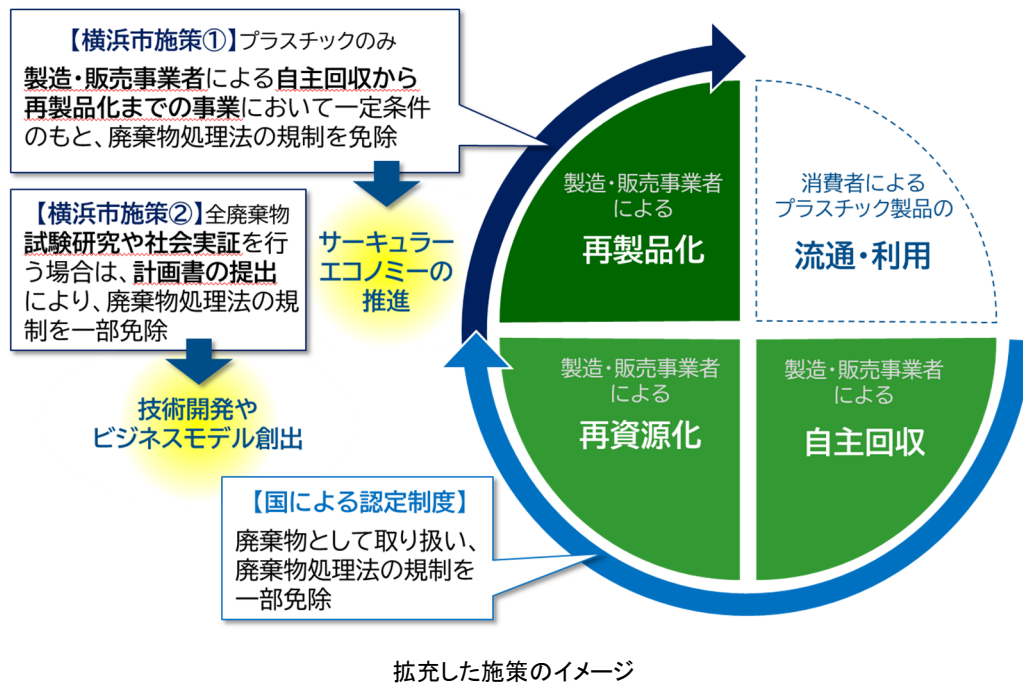 【横浜市施策①】プラスチックのみ
製造・販売事業者による自主回収から
再製品化までの事業において一定条件
のもと、廃棄物処理法の規制を免除
【横浜市施策②】全廃棄物
試験研究や社会実証を行
う場合は、計画書の提出
により、廃棄物処理法の規
制を一部免除
サーキュラー
エコノミーの
推進
技術開発や
ビジネスモデル創出
製造・販売事業者
による
再製品化
消費者による
プラスチック製品の
流通・利用
製造・販売事業者
による
再資源化
製造・販売事業者
による
自主回収
【国による認定制度】
廃棄物として取り扱い、
廃棄物処理法の規制を
一部免除
拡充した施策のイメージ